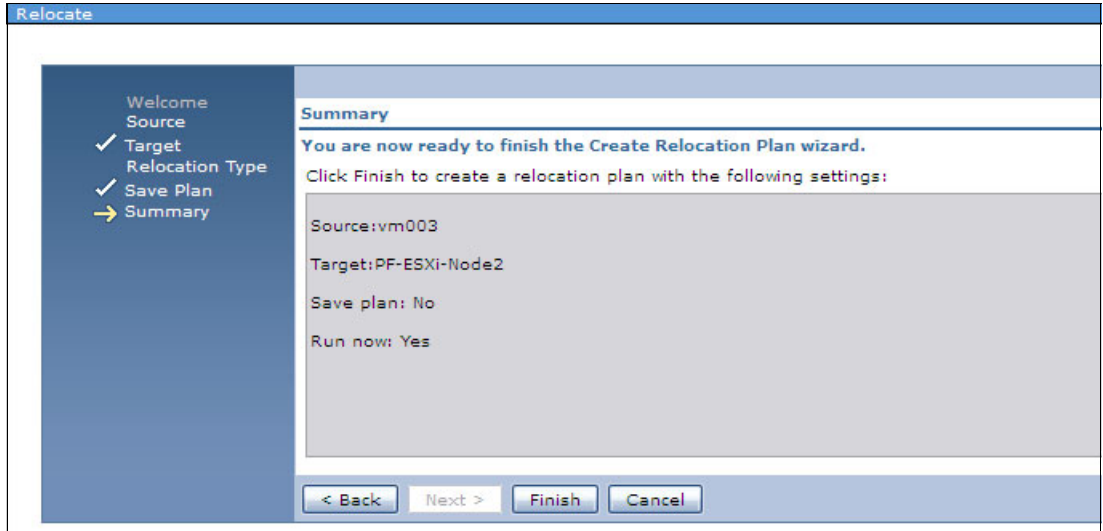 Relocate
Welcome
Source
Target
Relocation Type
Save Plan
Summary
Summary
You are now ready to finish the Create Relocation Plan wizard.
Click Finish to create a relocation plan with the following settings:
Source:vm003
Target:PF-ESXi-Node2
Save plan: No
Run now: Yes
< Back Next > Finish Cancel